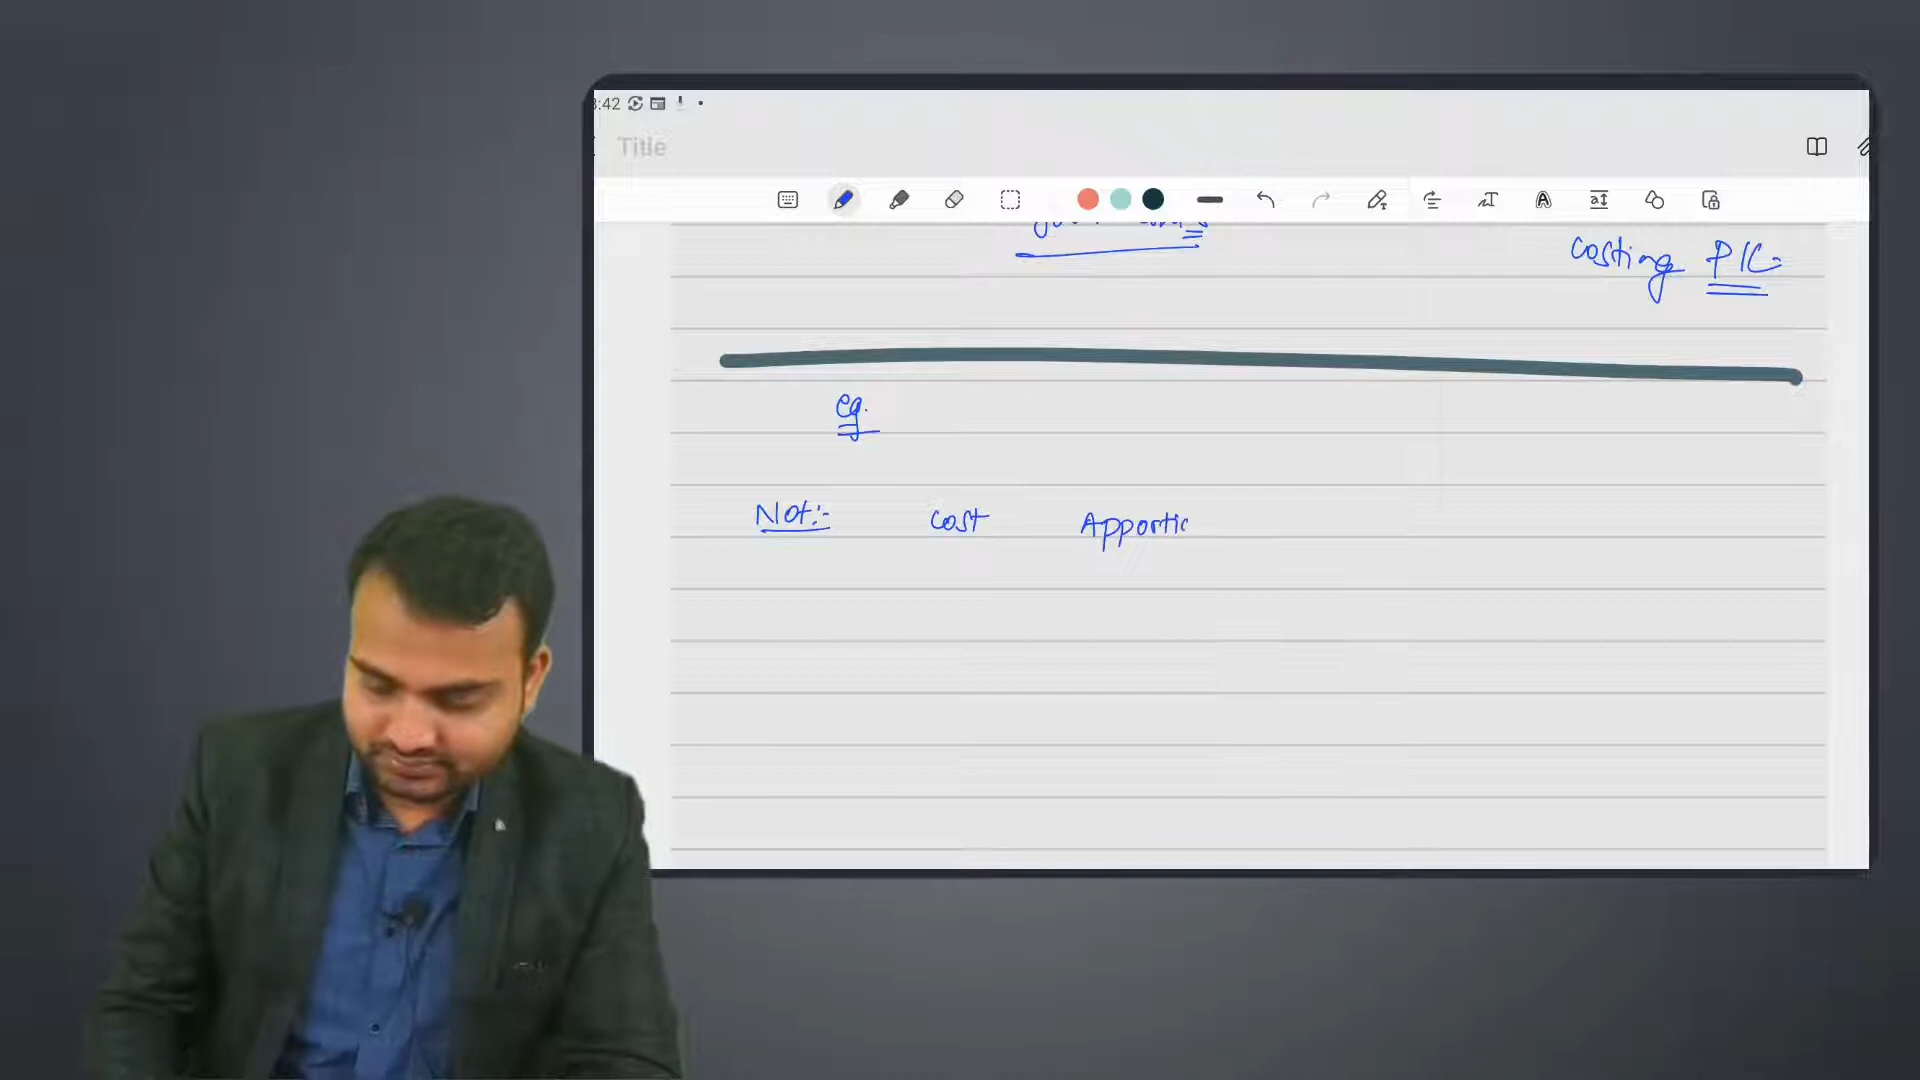 3:42
Title
costing P/L
eg.
Not:- cost Apportic